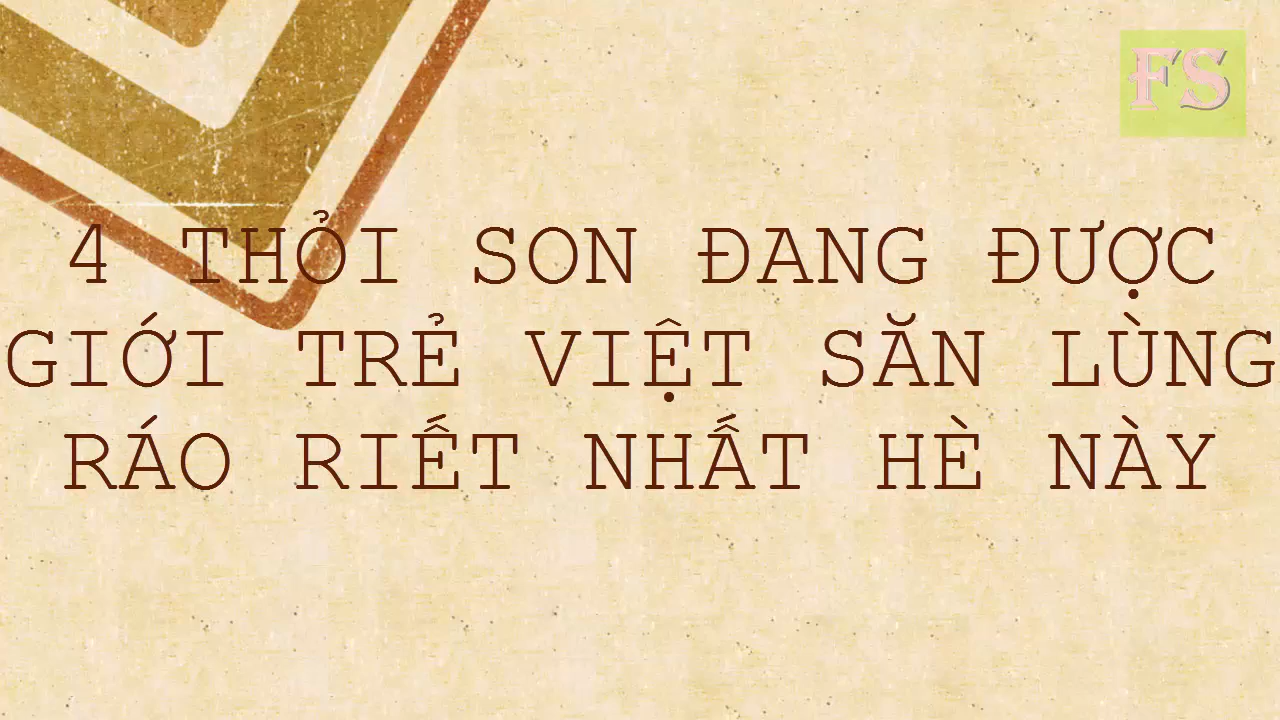 FS
4 THỎI SON ĐANG ĐƯỢC
GIỚI TRẺ VIỆT SĂN LÙNG
RÁO RIẾT NHẤT HÈ NÀY